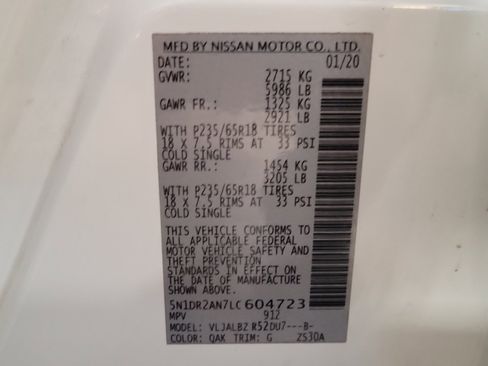 MFD BY NISSAN MOTOR CO., LTD.
DATE: 01/20
GVWR: 2715 KG
5986 LB
GAWR FR.: 1325 KG
2921 LB
WITH P235/65R18 TIRES
18 X 7.5 RIMS AT 33 PSI
COLD SINGLE
GAWR RR.: 1454 KG
3205 LB
WITH P235/65R18 TIRES
18 X 7.5 RIMS AT 33 PSI
COLD SINGLE
THIS VEHICLE CONFORMS TO
ALL APPLICABLE FEDERAL
MOTOR VEHICLE SAFETY AND
THEFT PREVENTION
STANDARDS IN EFFECT ON
THE DATE OF MANUFACTURE
SHOWN ABOVE.
5N1DR2AN7LC604723
MPV 912
MODEL: VLJALBZ R52DU7---B-
COLOR: QAK TRIM: G ZS30A